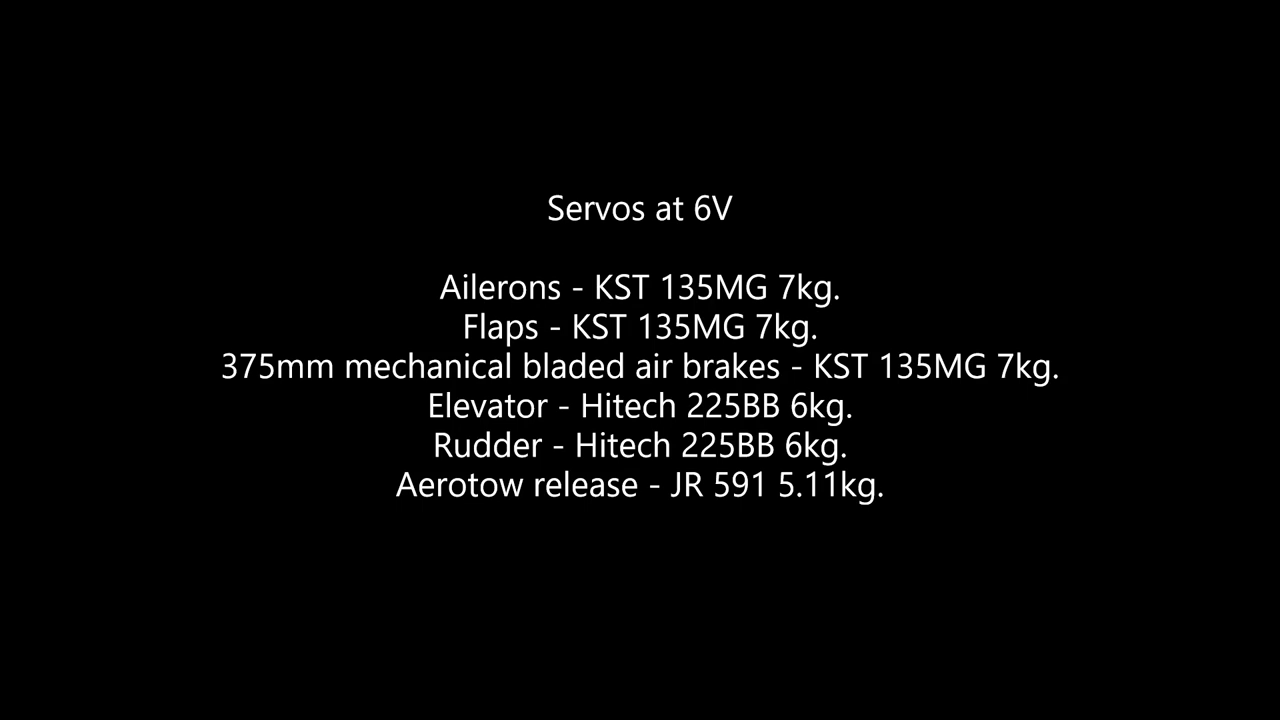 Servos at 6V
Ailerons - KST 135MG 7kg.
Flaps - KST 135MG 7kg.
375mm mechanical bladed air brakes - KST 135MG 7kg.
Elevator - Hitech 225BB 6kg.
Rudder - Hitech 225BB 6kg.
Aerotow release - JR 591 5.11kg.